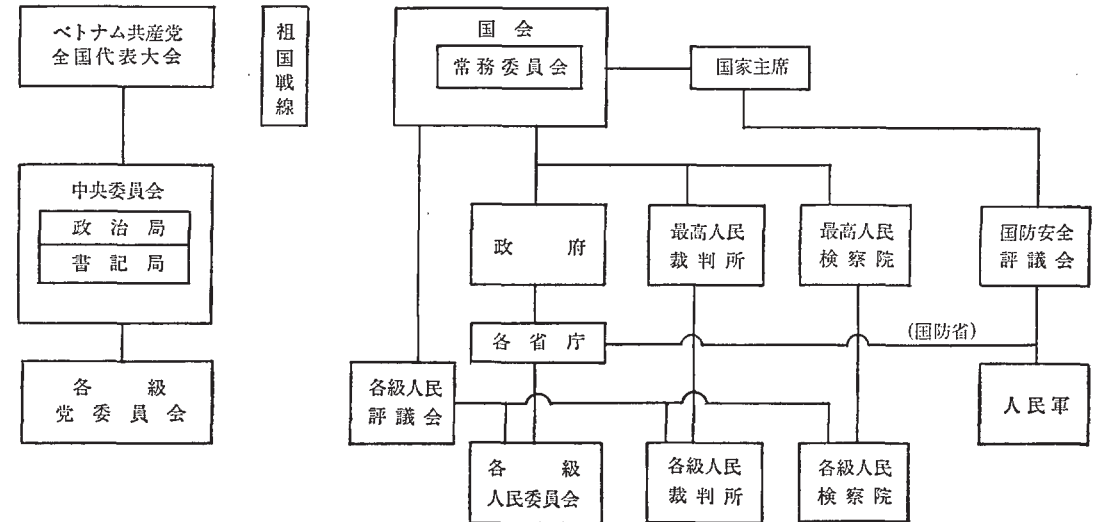 ベトナム共産党
全国代表大会
祖国戦線
国会
常務委員会
国家主席
中央委員会
政治局
書記局
政府
最高人民
裁判所
最高人民
検察院
国防安全
評議会
各省庁
(国防省)
各級
党委員会
各級人民
評議会
人民軍
各級
人民委員会
各級人民
裁判所
各級人民
検察院